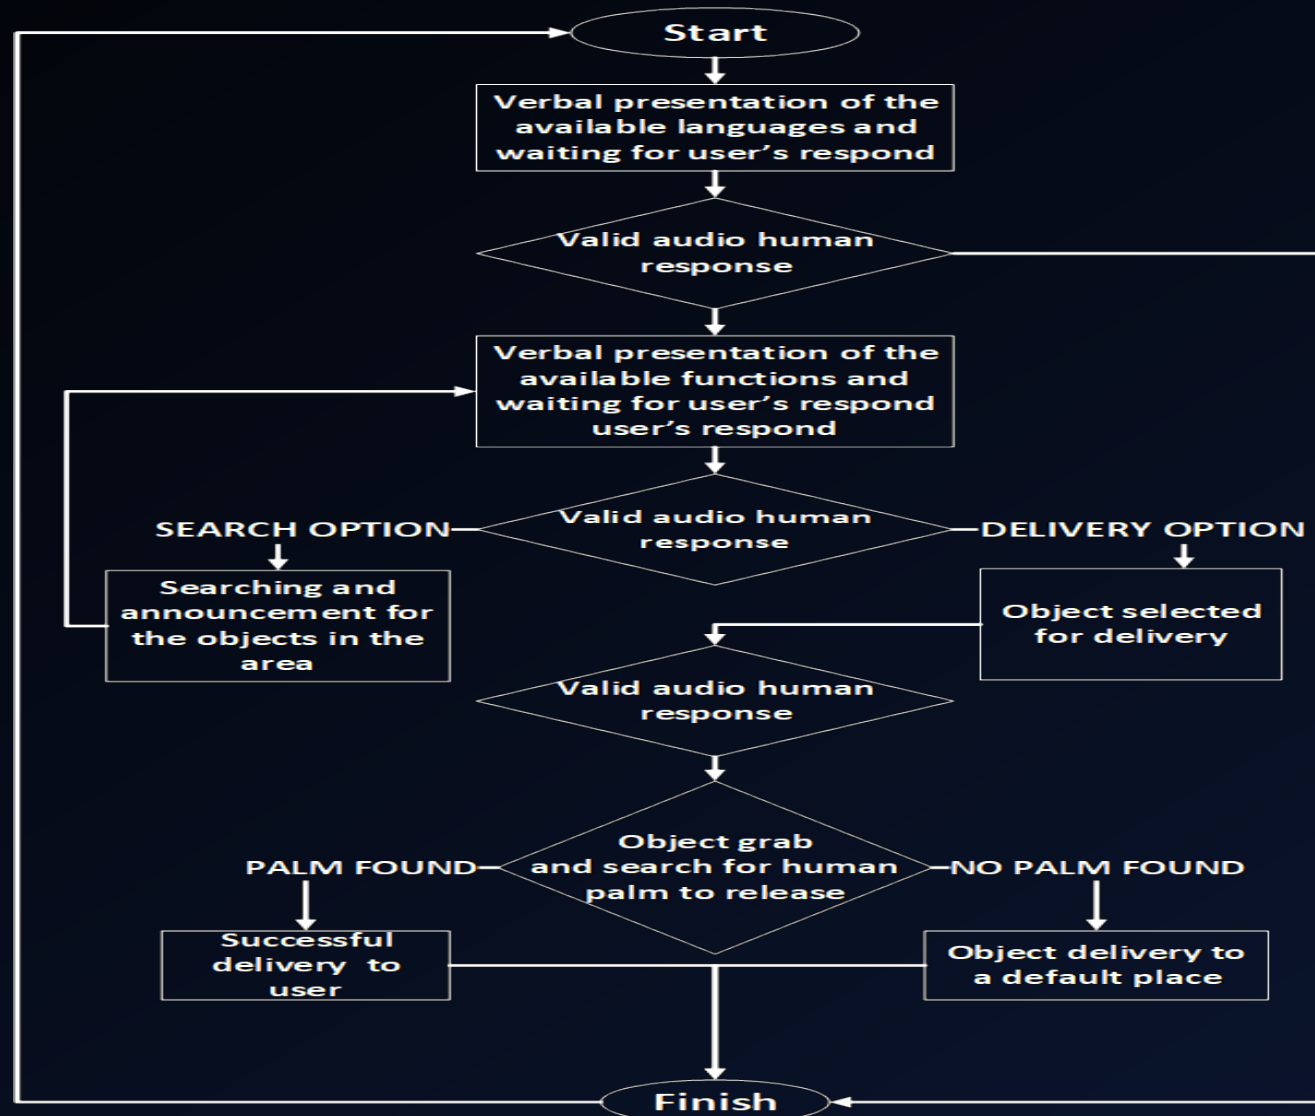 Start
Verbal presentation of the
available languages and
waiting for user's respond
Valid audio human
response
Verbal presentation of the
available functions and
waiting for user's respond
user's respond
SEARCH OPTION
Valid audio human
response
DELIVERY OPTION
Searching and
announcement for
the objects in the
area
Object selected
for delivery
Valid audio human
response
PALM FOUND
Object grab
and search for human
palm to release
NO PALM FOUND
Successful
delivery to
user
Object delivery to
a default place
Finish